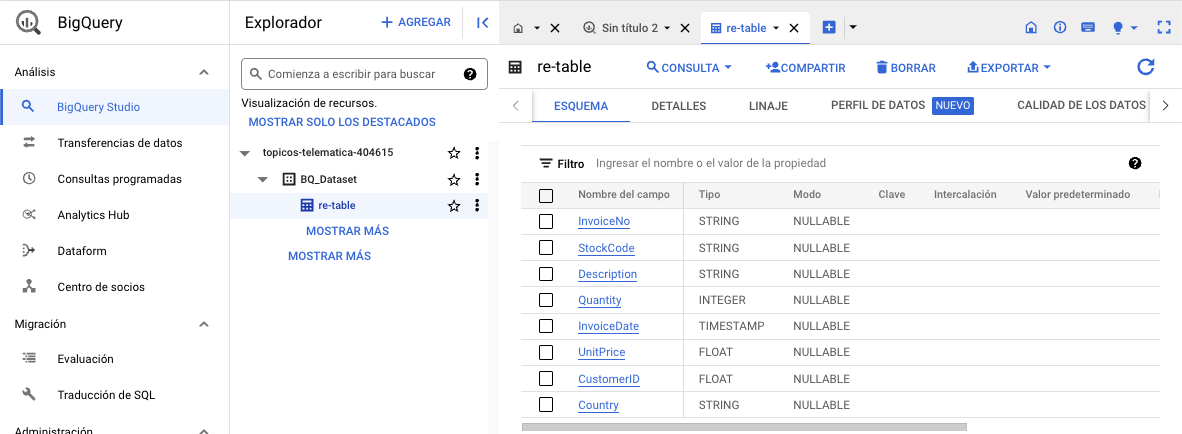 BigQuery
Análisis
BigQuery Studio
Transferencias de datos
Consultas programadas
Analytics Hub
Dataform
Centro de socios
Migración
Evaluación
Traducción de SQL
Administración
Explorador
AGREGAR
Comienza a escribir para buscar
Visualización de recursos.
MOSTRAR SOLO LOS DESTACADOS
topicos-telematica-404615
BQ_Dataset
re-table
MOSTRAR MÁS
MOSTRAR MÁS
Sin título 2
re-table
re-table
CONSULTA
COMPARTIR
BORRAR
EXPORTAR
ESQUEMA
DETALLES
LINAJE
PERFIL DE DATOS
NUEVO
CALIDAD DE LOS DATOS
Filtro
Ingresar el nombre o el valor de la propiedad
Nombre del campo Tipo Modo Clave Intercalación Valor predeterminado
InvoiceNo STRING NULLABLE
StockCode STRING NULLABLE
Description STRING NULLABLE
Quantity INTEGER NULLABLE
InvoiceDate TIMESTAMP NULLABLE
UnitPrice FLOAT NULLABLE
CustomerID FLOAT NULLABLE
Country STRING NULLABLE